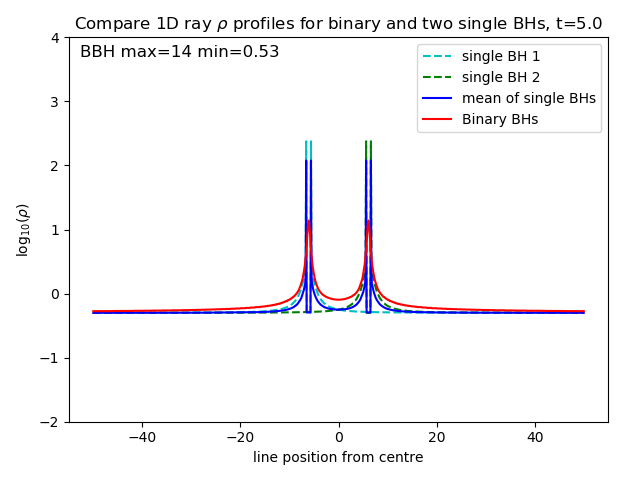 Compare 1D ray ρ profiles for binary and two single BHs, t=5.0
BBH max=14 min=0.53
single BH 1
single BH 2
mean of single BHs
Binary BHs
log₁₀(ρ)
4
3
2
1
0
−1
−2
−40 −20 0 20 40
line position from centre